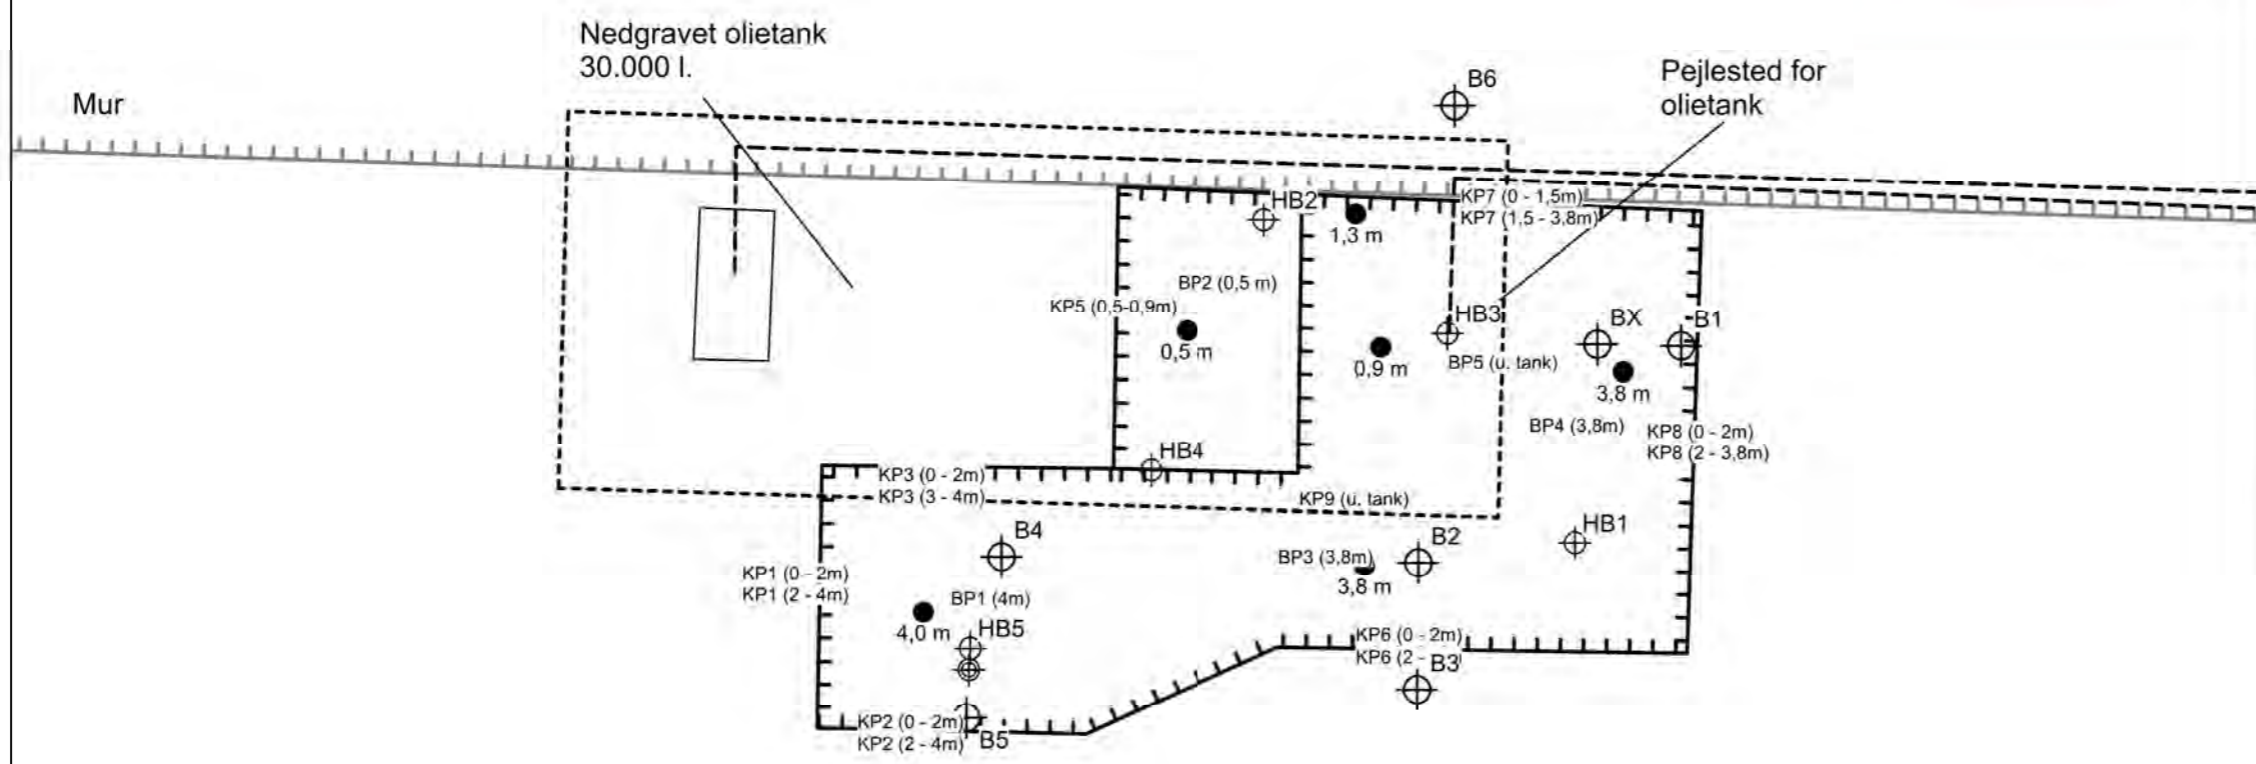 Nedgravet olietank
30.000 l.
Mur
B6
Pejlested for
olietank
HB2
1,3 m
KP7 (0 - 1,5m)
KP7 (1,5 - 3,8m)
BP2 (0,5 m)
KP5 (0,5-0,9m)
0,5 m
HB3
0,9 m
BP5 (u. tank)
BX
B1
3,8 m
BP4 (3,8m)
KP8 (0 - 2m)
KP8 (2 - 3,8m)
HB4
KP3 (0 - 2m)
KP3 (3 - 4m)
KP9 (u. tank)
HB1
B4
B2
BP3 (3,8m)
3,8 m
KP1 (0 - 2m)
KP1 (2 - 4m)
BP1 (4m)
4,0 m
HB5
KP6 (0 - 2m)
KP6 (2 -
B3
KP2 (0 - 2m)
KP2 (2 - 4m)
B5